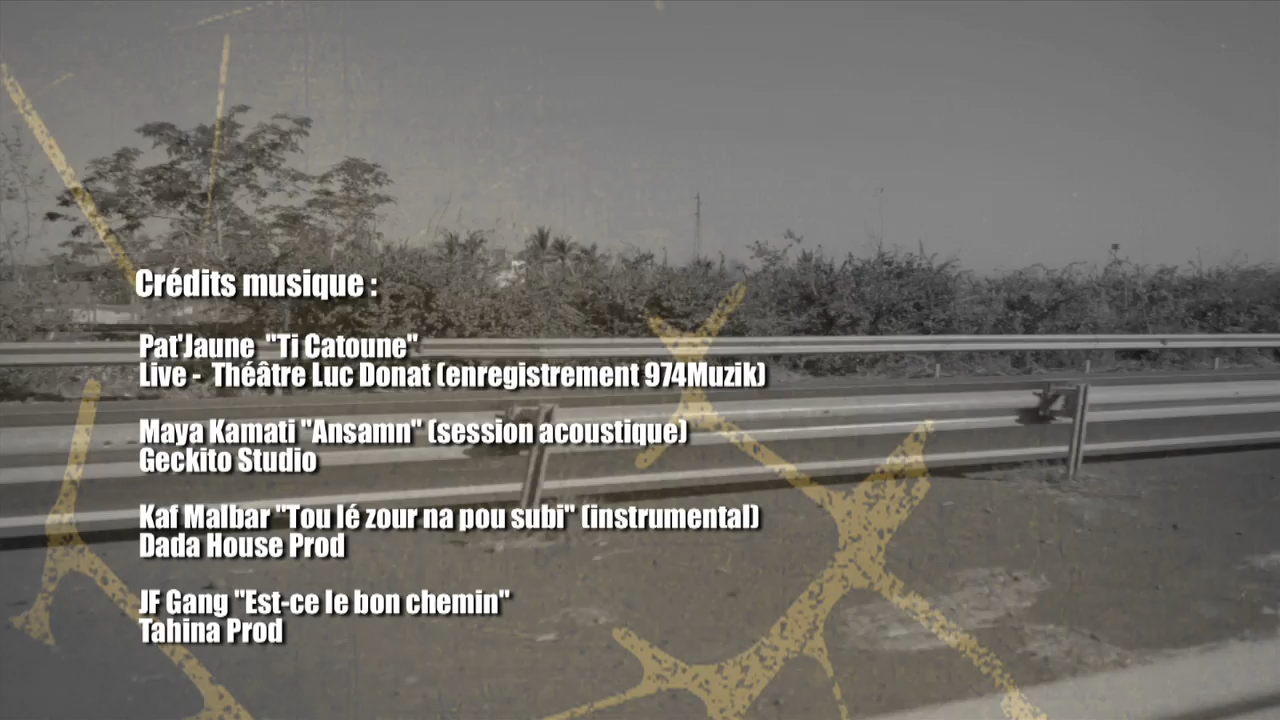 Crédits musique :
Pat'Jaune "Ti Catoune"
Live - Théâtre Luc Donat (enregistrement 974Muzik)
Maya Kamati "Ansamn" (session acoustique)
Geckito Studio
Kaf Malbar "Tou lé zour na pou subi" (instrumental)
Dada House Prod
JF Gang "Est-ce le bon chemin"
Tahina Prod